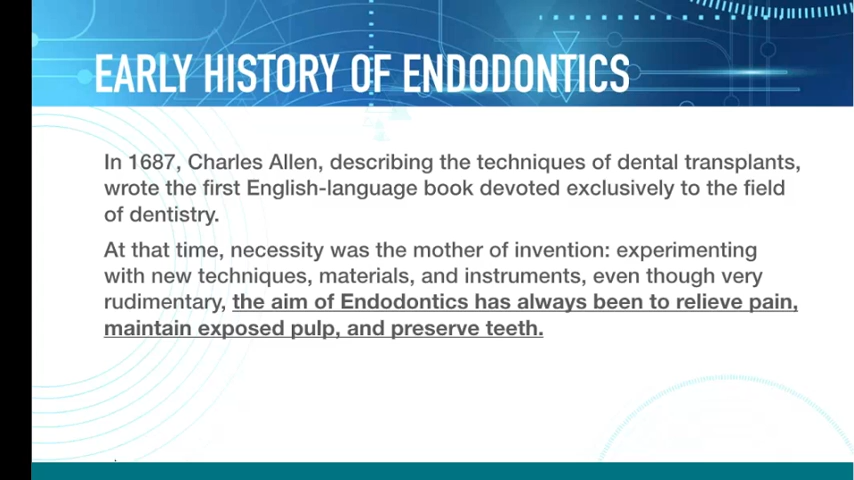 EARLY HISTORY OF ENDODONTICS
In 1687, Charles Allen, describing the techniques of dental transplants,
wrote the first English-language book devoted exclusively to the field
of dentistry.
At that time, necessity was the mother of invention: experimenting
with new techniques, materials, and instruments, even though very
rudimentary, the aim of Endodontics has always been to relieve pain,
maintain exposed pulp, and preserve teeth.